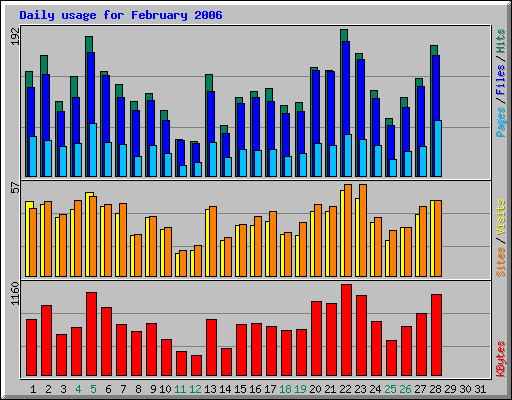 Daily usage for February 2006
192
Pages / Files / Hits
57
Sites / Visits
1160
KBytes
1 2 3 4 5 6 7 8 9 10 11 12 13 14 15 16 17 18 19 20 21 22 23 24 25 26 27 28 29 30 31